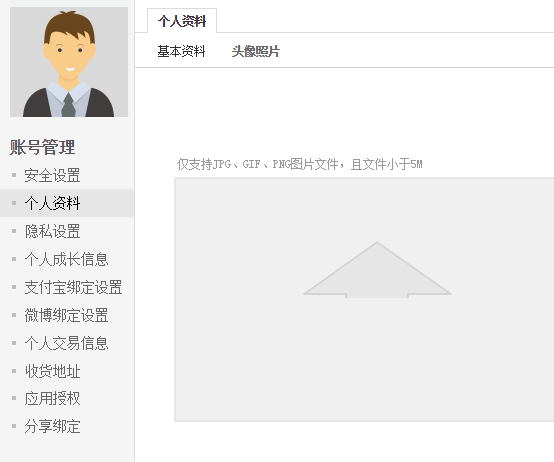 个人资料
基本资料 头像照片
仅支持JPG、GIF、PNG图片文件，且文件小于5M
账号管理
安全设置
个人资料
隐私设置
个人成长信息
支付宝绑定设置
微博绑定设置
个人交易信息
收货地址
应用授权
分享绑定